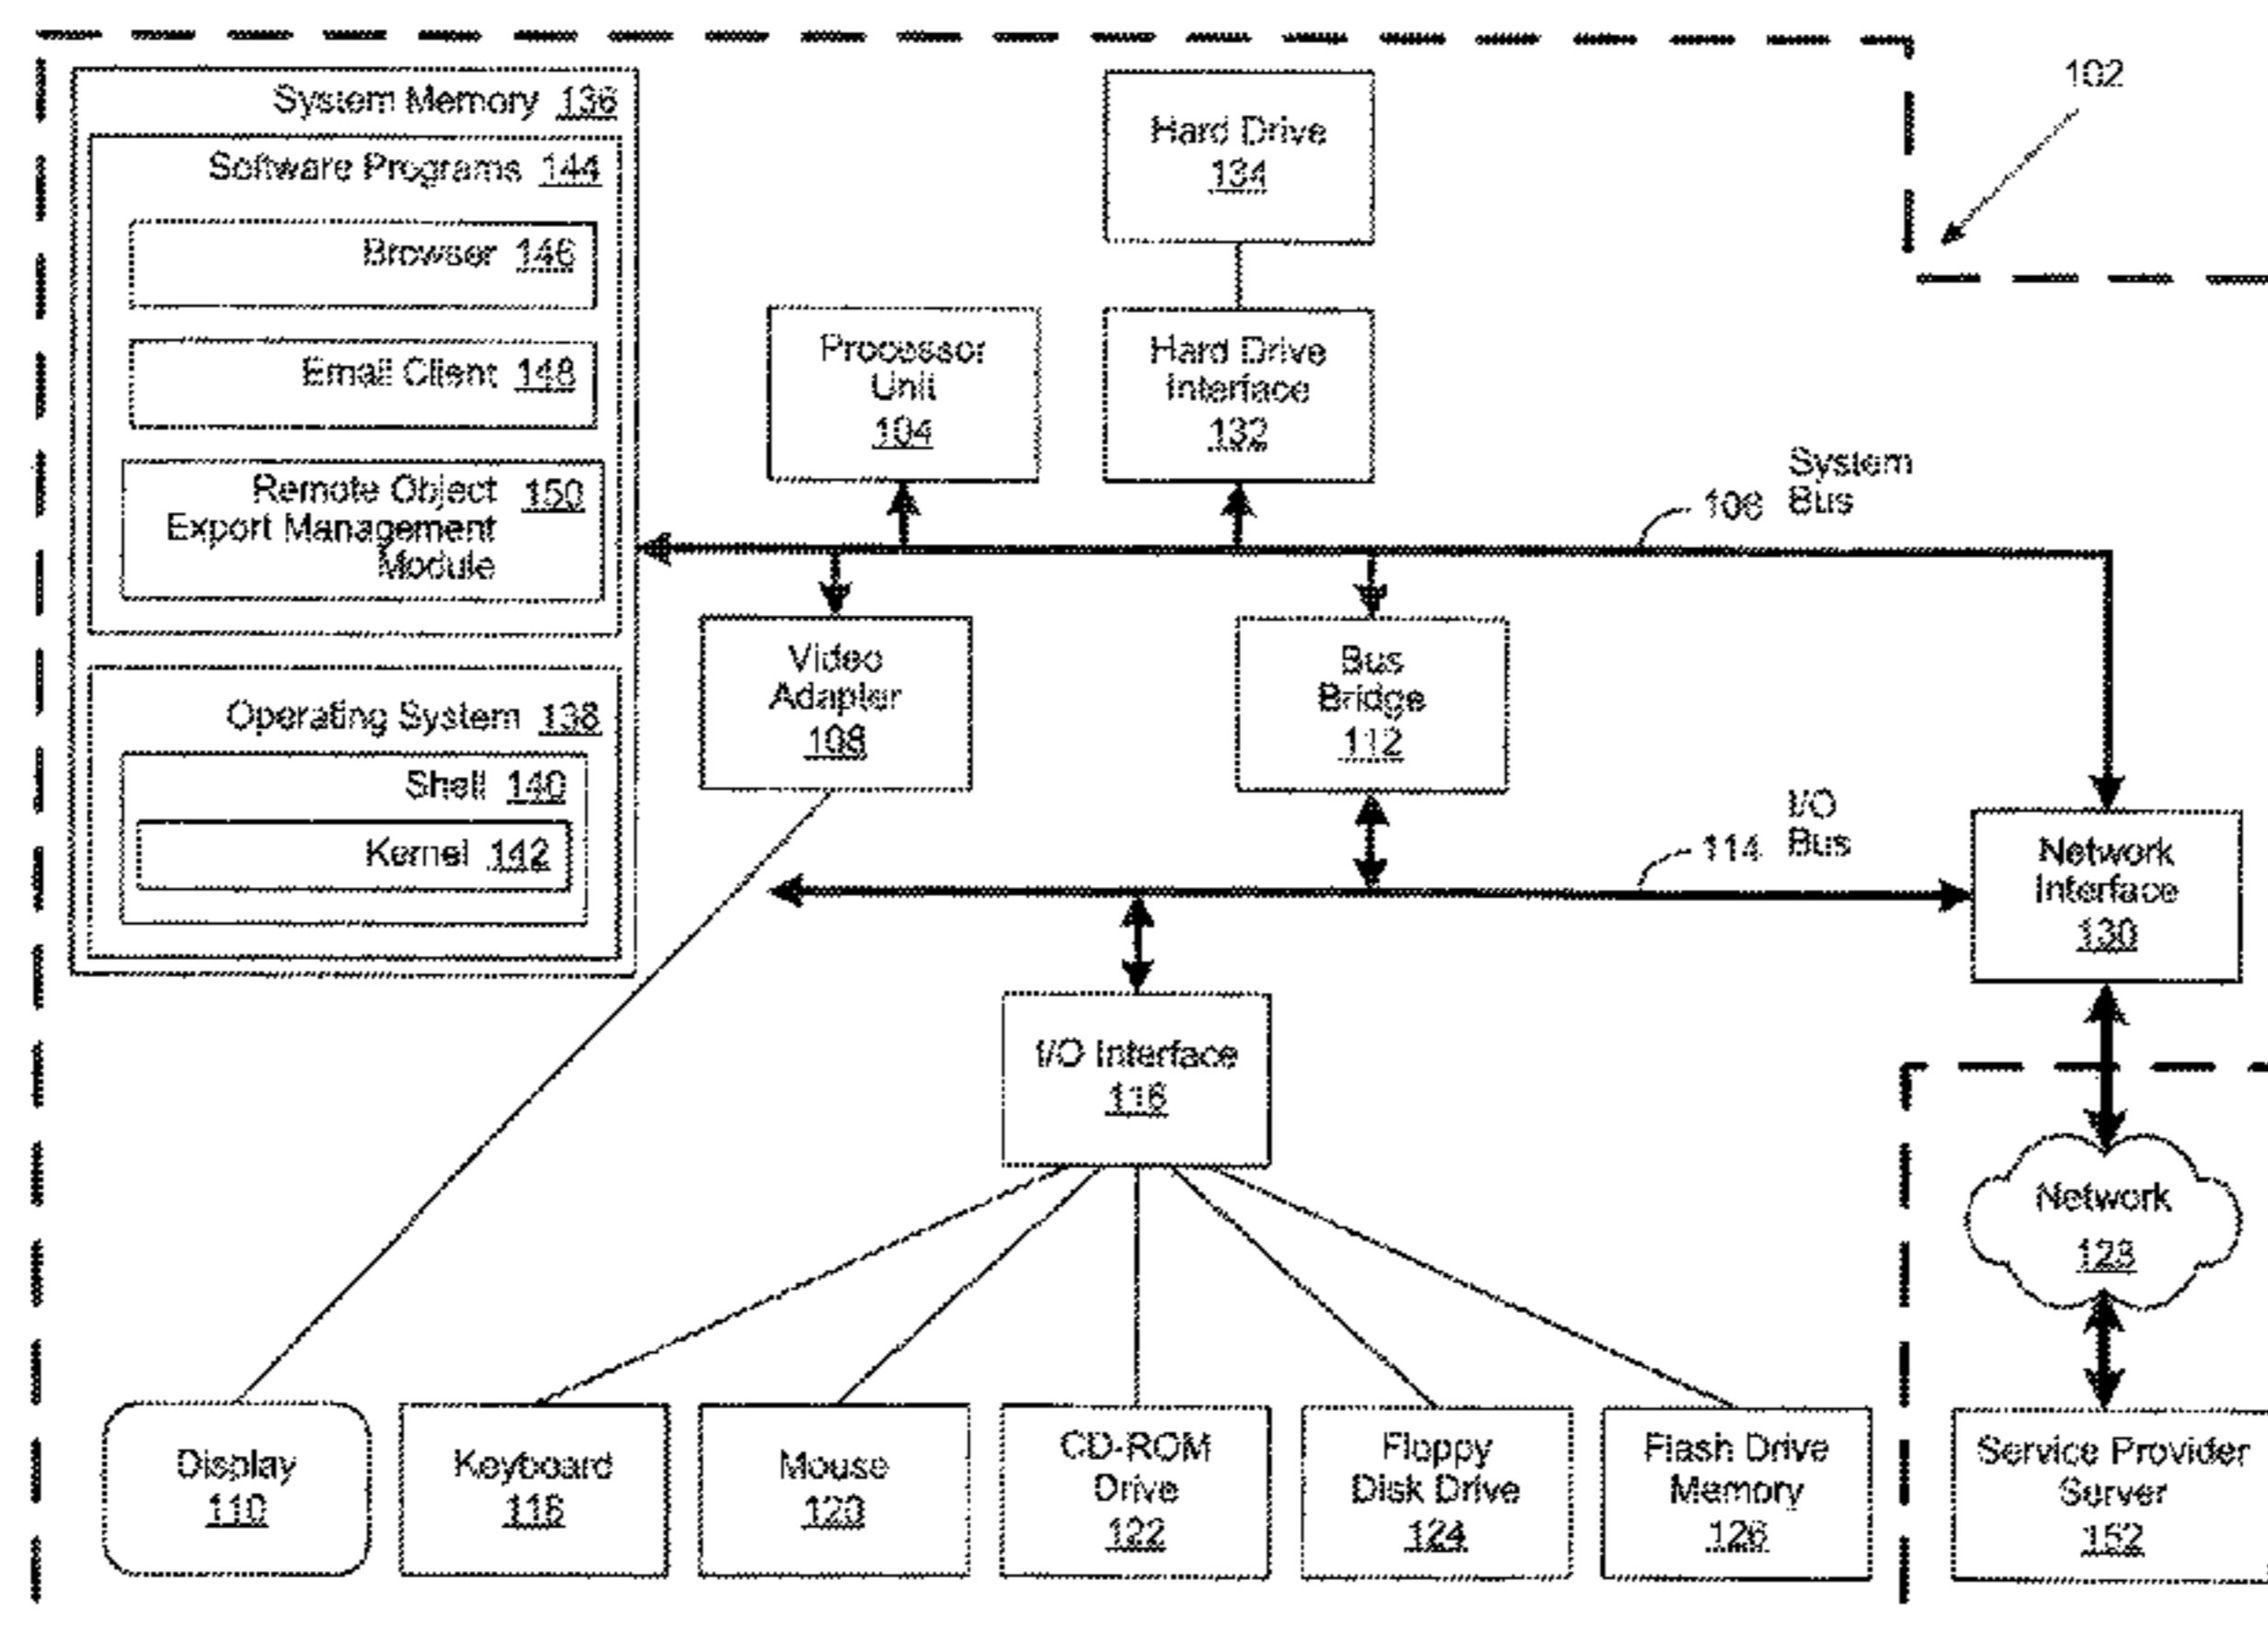 102
System Memory 136
Software Programs 144
Browser 146
Email Client 148
Remote Object 150
Export Management
Module
Operating System 138
Shell 140
Kernel 142
Hard Drive
134
Processor
Unit
104
Hard Drive
Interface
132
106 System
Bus
Video
Adapter
108
Bus
Bridge
112
114 I/O
Bus
Network
Interface
130
I/O Interface
116
Network
128
Display
110
Keyboard
118
Mouse
120
CD-ROM
Drive
122
Floppy
Disk Drive
124
Flash Drive
Memory
126
Service Provider
Server
152